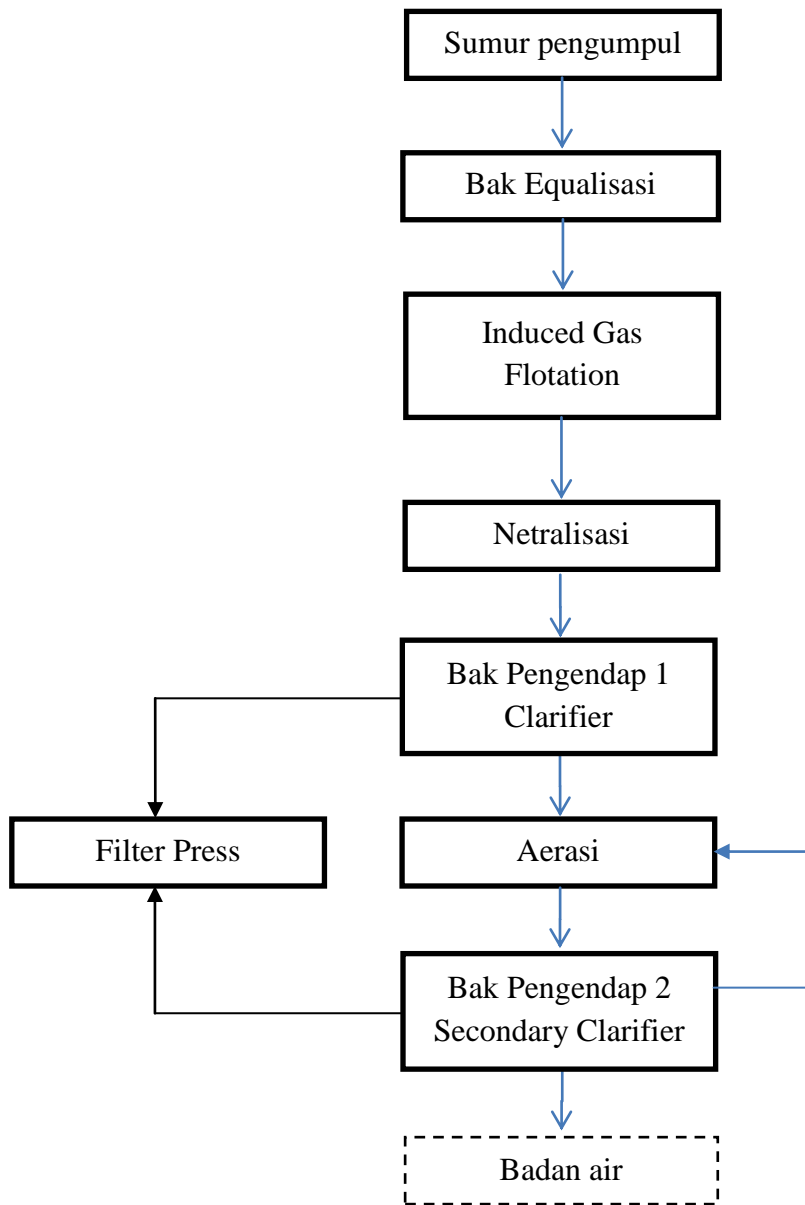 Sumur pengumpul
Bak Equalisasi
Induced Gas
Flotation
Netralisasi
Bak Pengendap 1
Clarifier
Filter Press
Aerasi
Bak Pengendap 2
Secondary Clarifier
Badan air